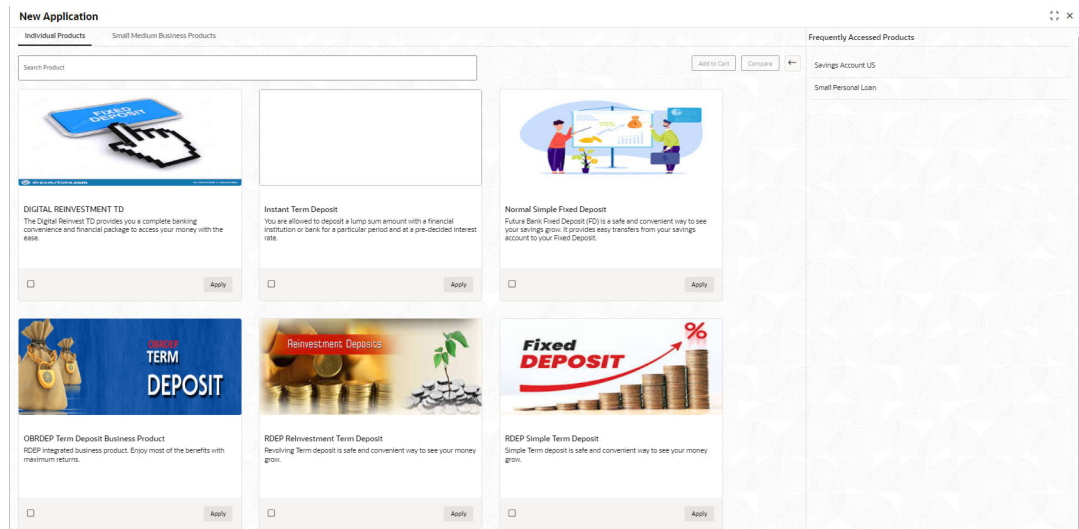 New Application
Individual Products
Small Medium Business Products
Frequently Accessed Products
Search Product
Add to Cart
Compare
Savings Account US
Small Personal Loan
FIXED
DEPOSIT
dreamstime.com
70%
DIGITAL REINVESTMENT TD
The Digital Reinvest TD provides you a complete banking
convenience and financial package to access your money with the
ease.
Apply
Instant Term Deposit
You are allowed to deposit a lump sum amount with a financial
institution or bank for a particular period and at a pre-decided interest
rate.
Apply
Normal Simple Fixed Deposit
Futura Bank Fixed Deposit (FD) is a safe and convenient way to see
your savings grow. It provides easy transfers from your savings
account to your Fixed Deposit.
Apply
OBRDEP
TERM
DEPOSIT
Reinvestment Deposits
%
Fixed
DEPOSIT
OBRDEP Term Deposit Business Product
RDEP integrated business product. Enjoy most of the benefits with
maximum returns.
Apply
RDEP ReInvestment Term Deposit
Revolving Term deposit is safe and convenient way to see your money
grow.
Apply
RDEP Simple Term Deposit
Simple Term deposit is safe and convenient way to see your money
grow.
Apply